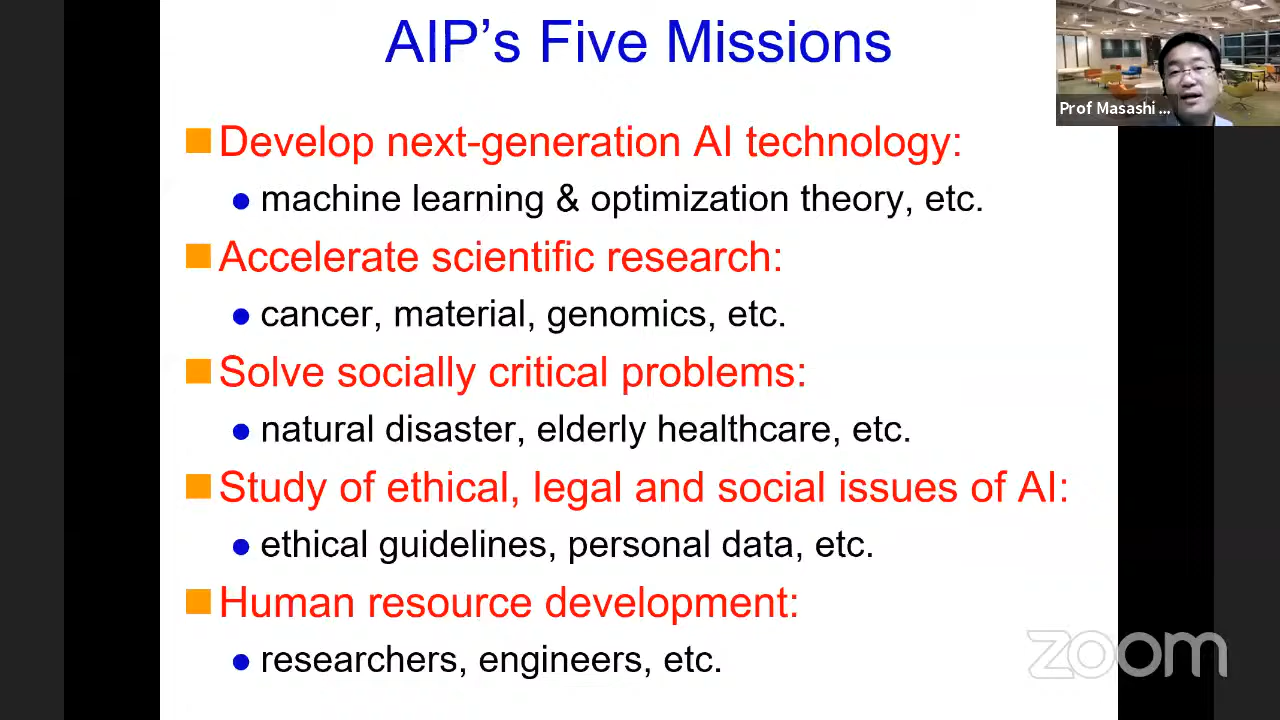 AIP’s Five Missions
Prof Masashi ...
Develop next-generation AI technology:
machine learning & optimization theory, etc.
Accelerate scientific research:
cancer, material, genomics, etc.
Solve socially critical problems:
natural disaster, elderly healthcare, etc.
Study of ethical, legal and social issues of AI:
ethical guidelines, personal data, etc.
Human resource development:
researchers, engineers, etc.
zoom